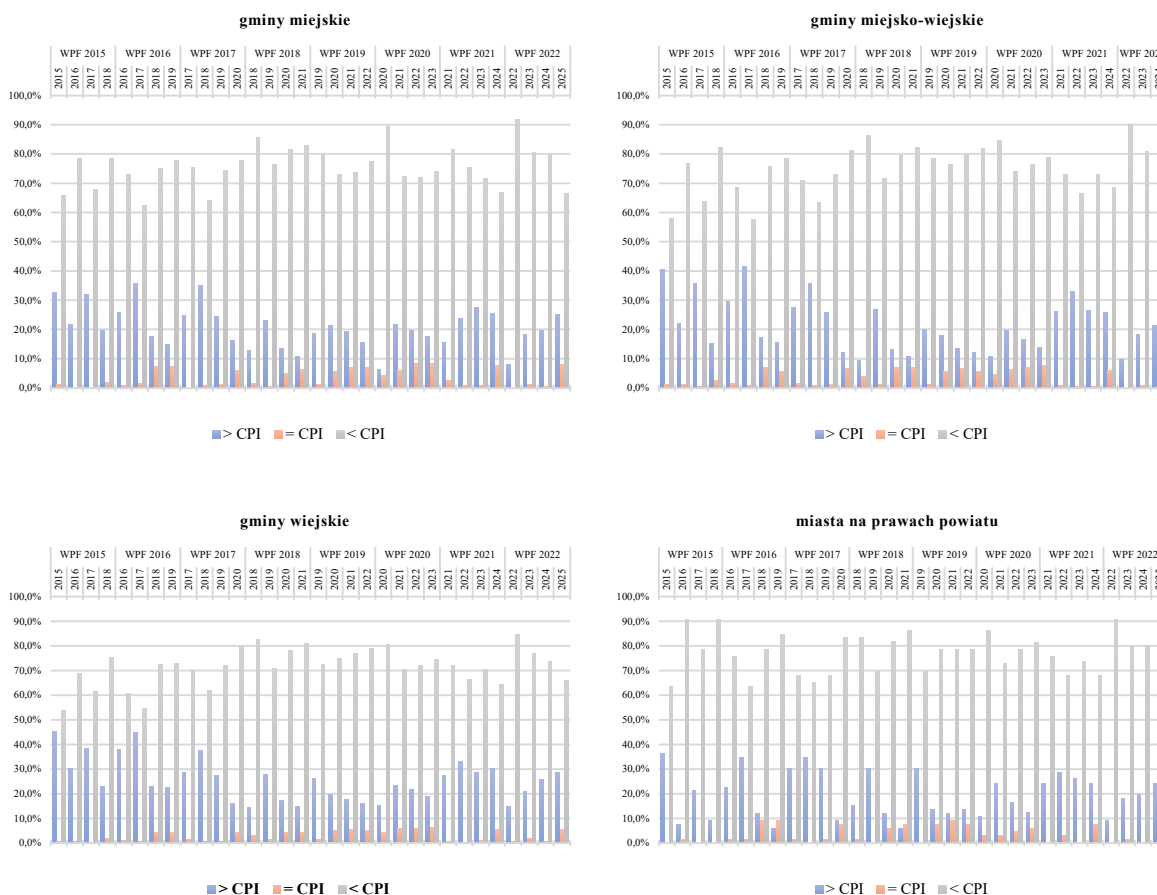 gminy miejskie
WPF 2015 WPF 2016 WPF 2017 WPF 2018 WPF 2019 WPF 2020 WPF 2021 WPF 2022
2015 2016 2017 2018 2016 2017 2018 2019 2017 2018 2019 2020 2018 2019 2020 2021 2019 2020 2021 2022 2020 2021 2022 2023 2021 2022 2023 2024 2022 2023 2024 2025
100,0%
90,0%
80,0%
70,0%
60,0%
50,0%
40,0%
30,0%
20,0%
10,0%
0,0%
> CPI = CPI < CPI
gminy miejsko-wiejskie
WPF 2015 WPF 2016 WPF 2017 WPF 2018 WPF 2019 WPF 2020 WPF 2021 WPF
2015 2016 2017 2018 2016 2017 2018 2019 2017 2018 2019 2020 2018 2019 2020 2021 2019 2020 2021 2022 2020 2021 2022 2023 2021 2022 2023 2024 2022 2023
100,0%
90,0%
80,0%
70,0%
60,0%
50,0%
40,0%
30,0%
20,0%
10,0%
0,0%
> CPI = CPI < CPI
gminy wiejskie
WPF 2015 WPF 2016 WPF 2017 WPF 2018 WPF 2019 WPF 2020 WPF 2021 WPF 2022
2015 2016 2017 2018 2016 2017 2018 2019 2017 2018 2019 2020 2018 2019 2020 2021 2019 2020 2021 2022 2020 2021 2022 2023 2021 2022 2023 2024 2022 2023 2024 2025
100,0%
90,0%
80,0%
70,0%
60,0%
50,0%
40,0%
30,0%
20,0%
10,0%
0,0%
> CPI = CPI < CPI
miasta na prawach powiatu
WPF 2015 WPF 2016 WPF 2017 WPF 2018 WPF 2019 WPF 2020 WPF 2021 WPF 2022
2015 2016 2017 2018 2016 2017 2018 2019 2017 2018 2019 2020 2018 2019 2020 2021 2019 2020 2021 2022 2020 2021 2022 2023 2021 2022 2023 2024 2022 2023 2024
100,0%
90,0%
80,0%
70,0%
60,0%
50,0%
40,0%
30,0%
20,0%
10,0%
0,0%
> CPI = CPI < CPI